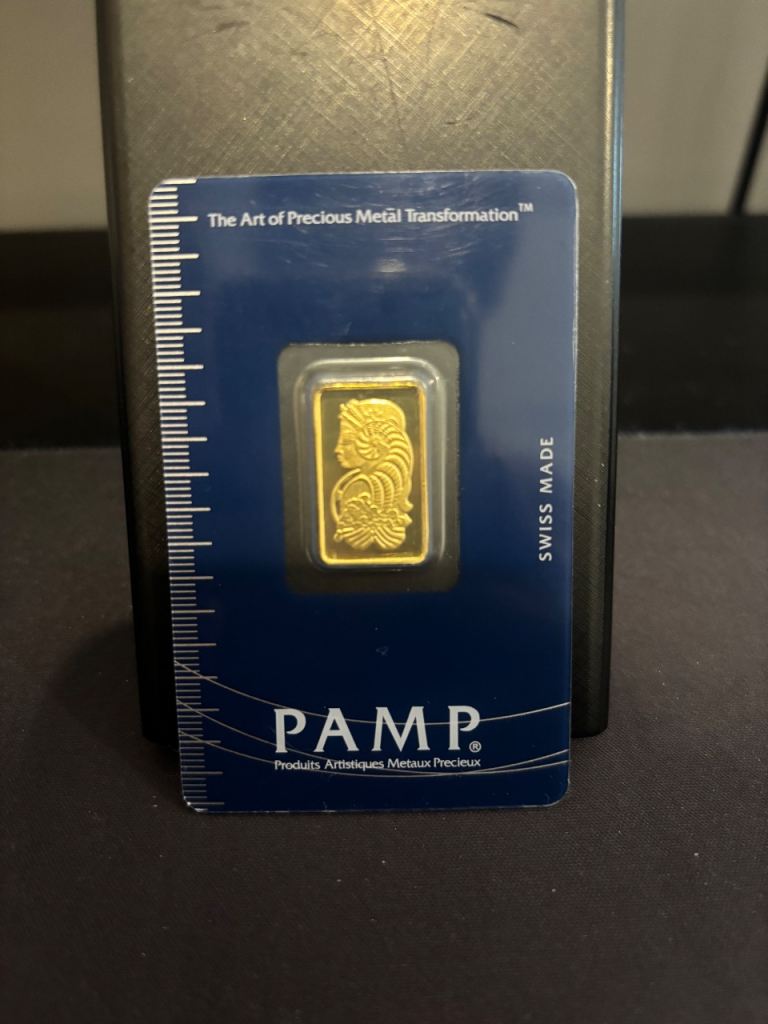 The Art of Precious Metal Transformation™
SWISS MADE
PAMP®
Produits Artistiques Metaux Precieux